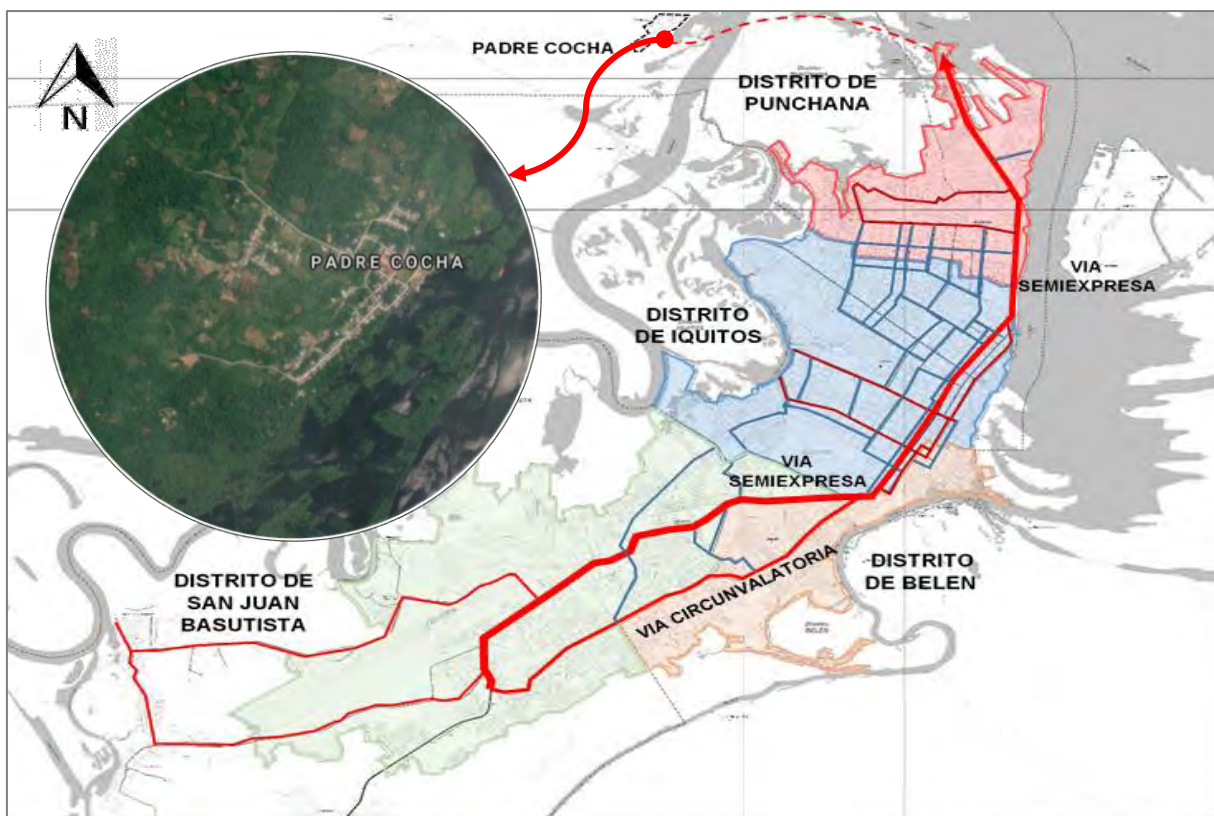 PADRE COCHA
DISTRITO DE
PUNCHANA
N
PADRE COCHA
VIA
SEMIEXPRESA
DISTRITO
DE IQUITOS
VIA
SEMIEXPRESA
DISTRITO
DE BELEN
VIA CIRCUNVALATORIA
DISTRITO DE
SAN JUAN
BASUTISTA